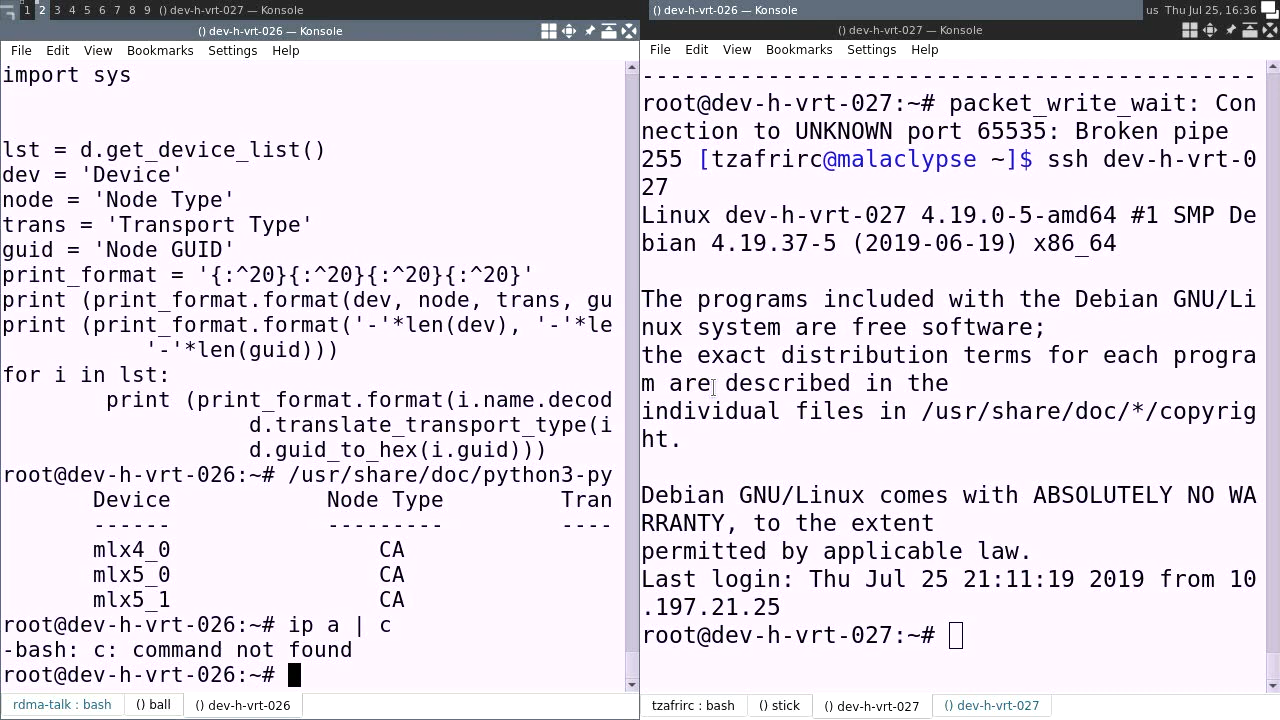 1 2 3 4 5 6 7 8 9 () dev-h-vrt-027 — Konsole
() dev-h-vrt-026 — Konsole
us Thu Jul 25, 16:36
() dev-h-vrt-026 — Konsole
File Edit View Bookmarks Settings Help
import sys
lst = d.get_device_list()
dev = 'Device'
node = 'Node Type'
trans = 'Transport Type'
guid = 'Node GUID'
print_format = '{:^20}{:^20}{:^20}{:^20}'
print (print_format.format(dev, node, trans, gu
print (print_format.format('-'*len(dev), '-'*le
'-'*len(guid)))
for i in lst:
print (print_format.format(i.name.decod
d.translate_transport_type(i
d.guid_to_hex(i.guid)))
root@dev-h-vrt-026:~# /usr/share/doc/python3-py
Device Node Type Tran
------ --------- ----
mlx4_0 CA
mlx5_0 CA
mlx5_1 CA
root@dev-h-vrt-026:~# ip a | c
-bash: c: command not found
root@dev-h-vrt-026:~#
rdma-talk : bash () ball () dev-h-vrt-026
() dev-h-vrt-027 — Konsole
File Edit View Bookmarks Settings Help
--------------------------------------------
root@dev-h-vrt-027:~# packet_write_wait: Con
nection to UNKNOWN port 65535: Broken pipe
255 [tzafrirc@malaclypse ~]$ ssh dev-h-vrt-0
27
Linux dev-h-vrt-027 4.19.0-5-amd64 #1 SMP De
bian 4.19.37-5 (2019-06-19) x86_64
The programs included with the Debian GNU/Li
nux system are free software;
the exact distribution terms for each progra
m are described in the
individual files in /usr/share/doc/*/copyrig
ht.
Debian GNU/Linux comes with ABSOLUTELY NO WA
RRANTY, to the extent
permitted by applicable law.
Last login: Thu Jul 25 21:11:19 2019 from 10
.197.21.25
root@dev-h-vrt-027:~#
tzafrirc : bash () stick () dev-h-vrt-027 () dev-h-vrt-027